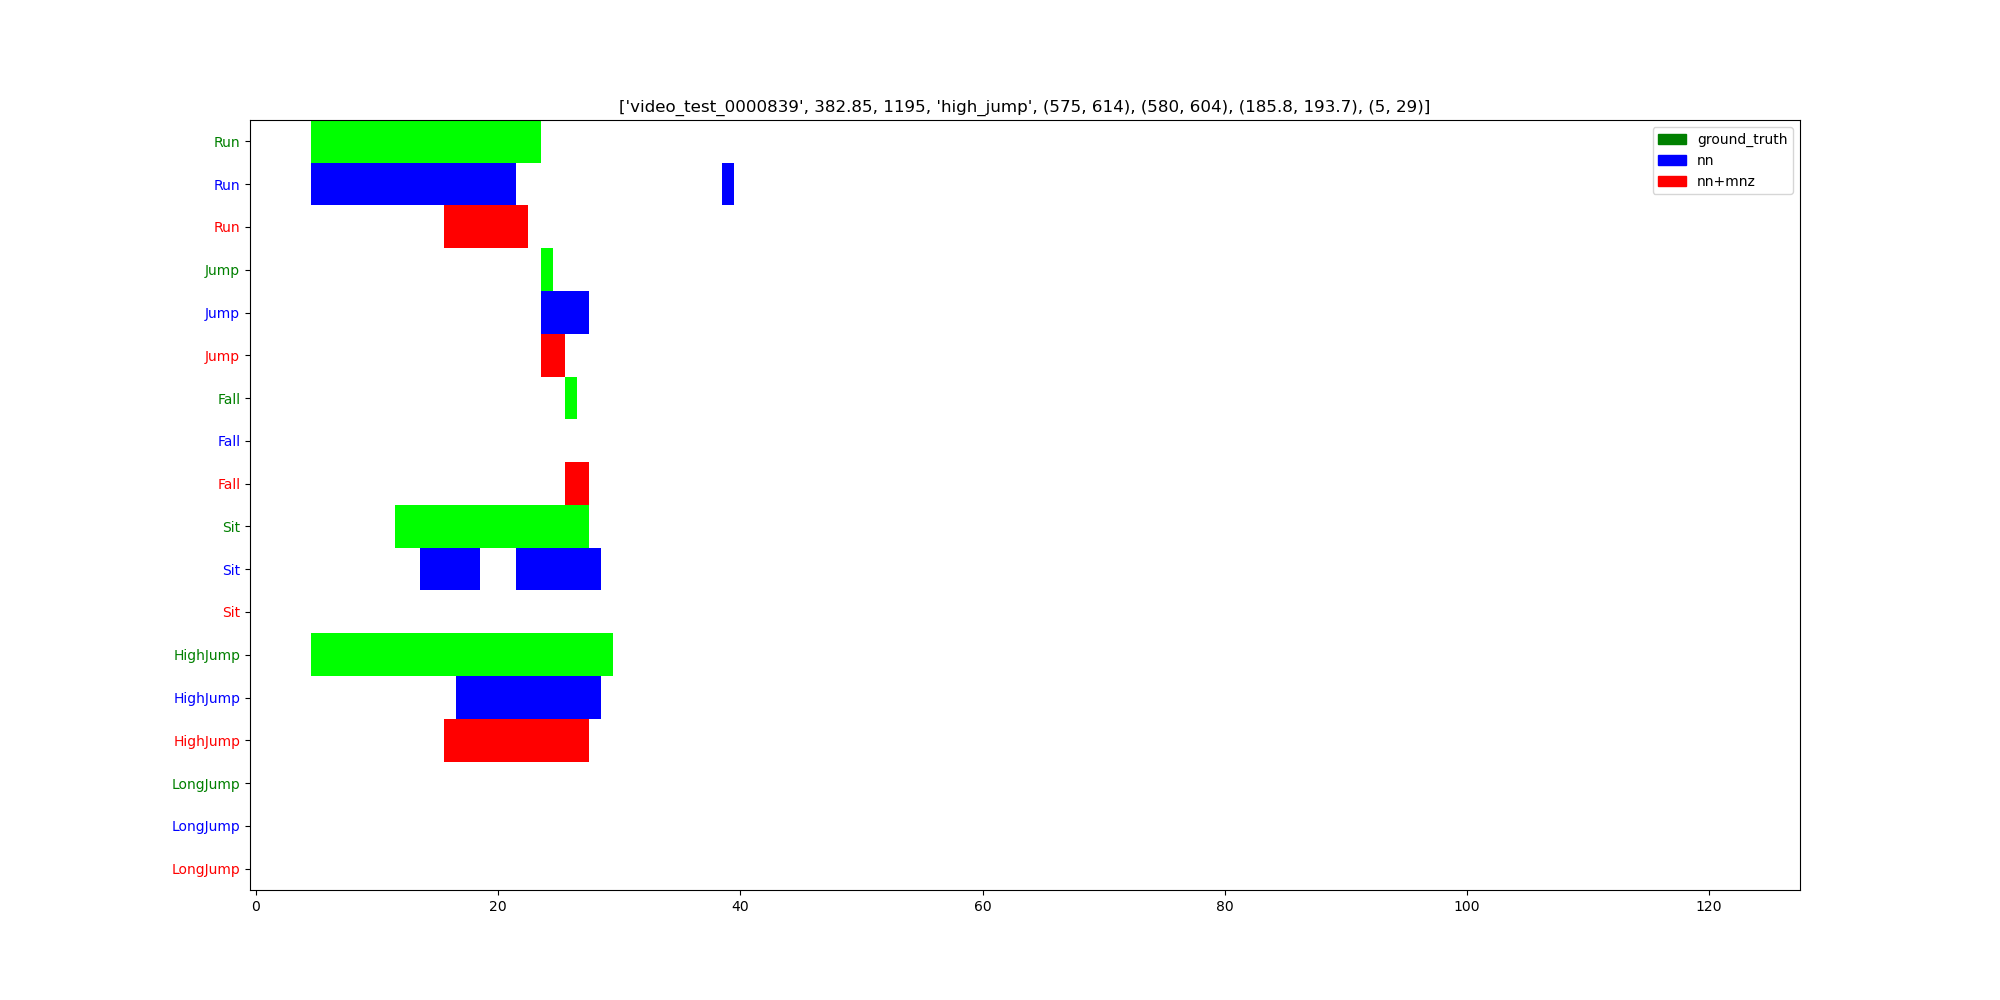 ['video_test_0000839', 382.85, 1195, 'high_jump', (575, 614), (580, 604), (185.8, 193.7), (5, 29)]
ground_truth
nn
nn+mnz
Run
Run
Run
Jump
Jump
Jump
Fall
Fall
Fall
Sit
Sit
Sit
HighJump
HighJump
HighJump
LongJump
LongJump
LongJump
0 20 40 60 80 100 120